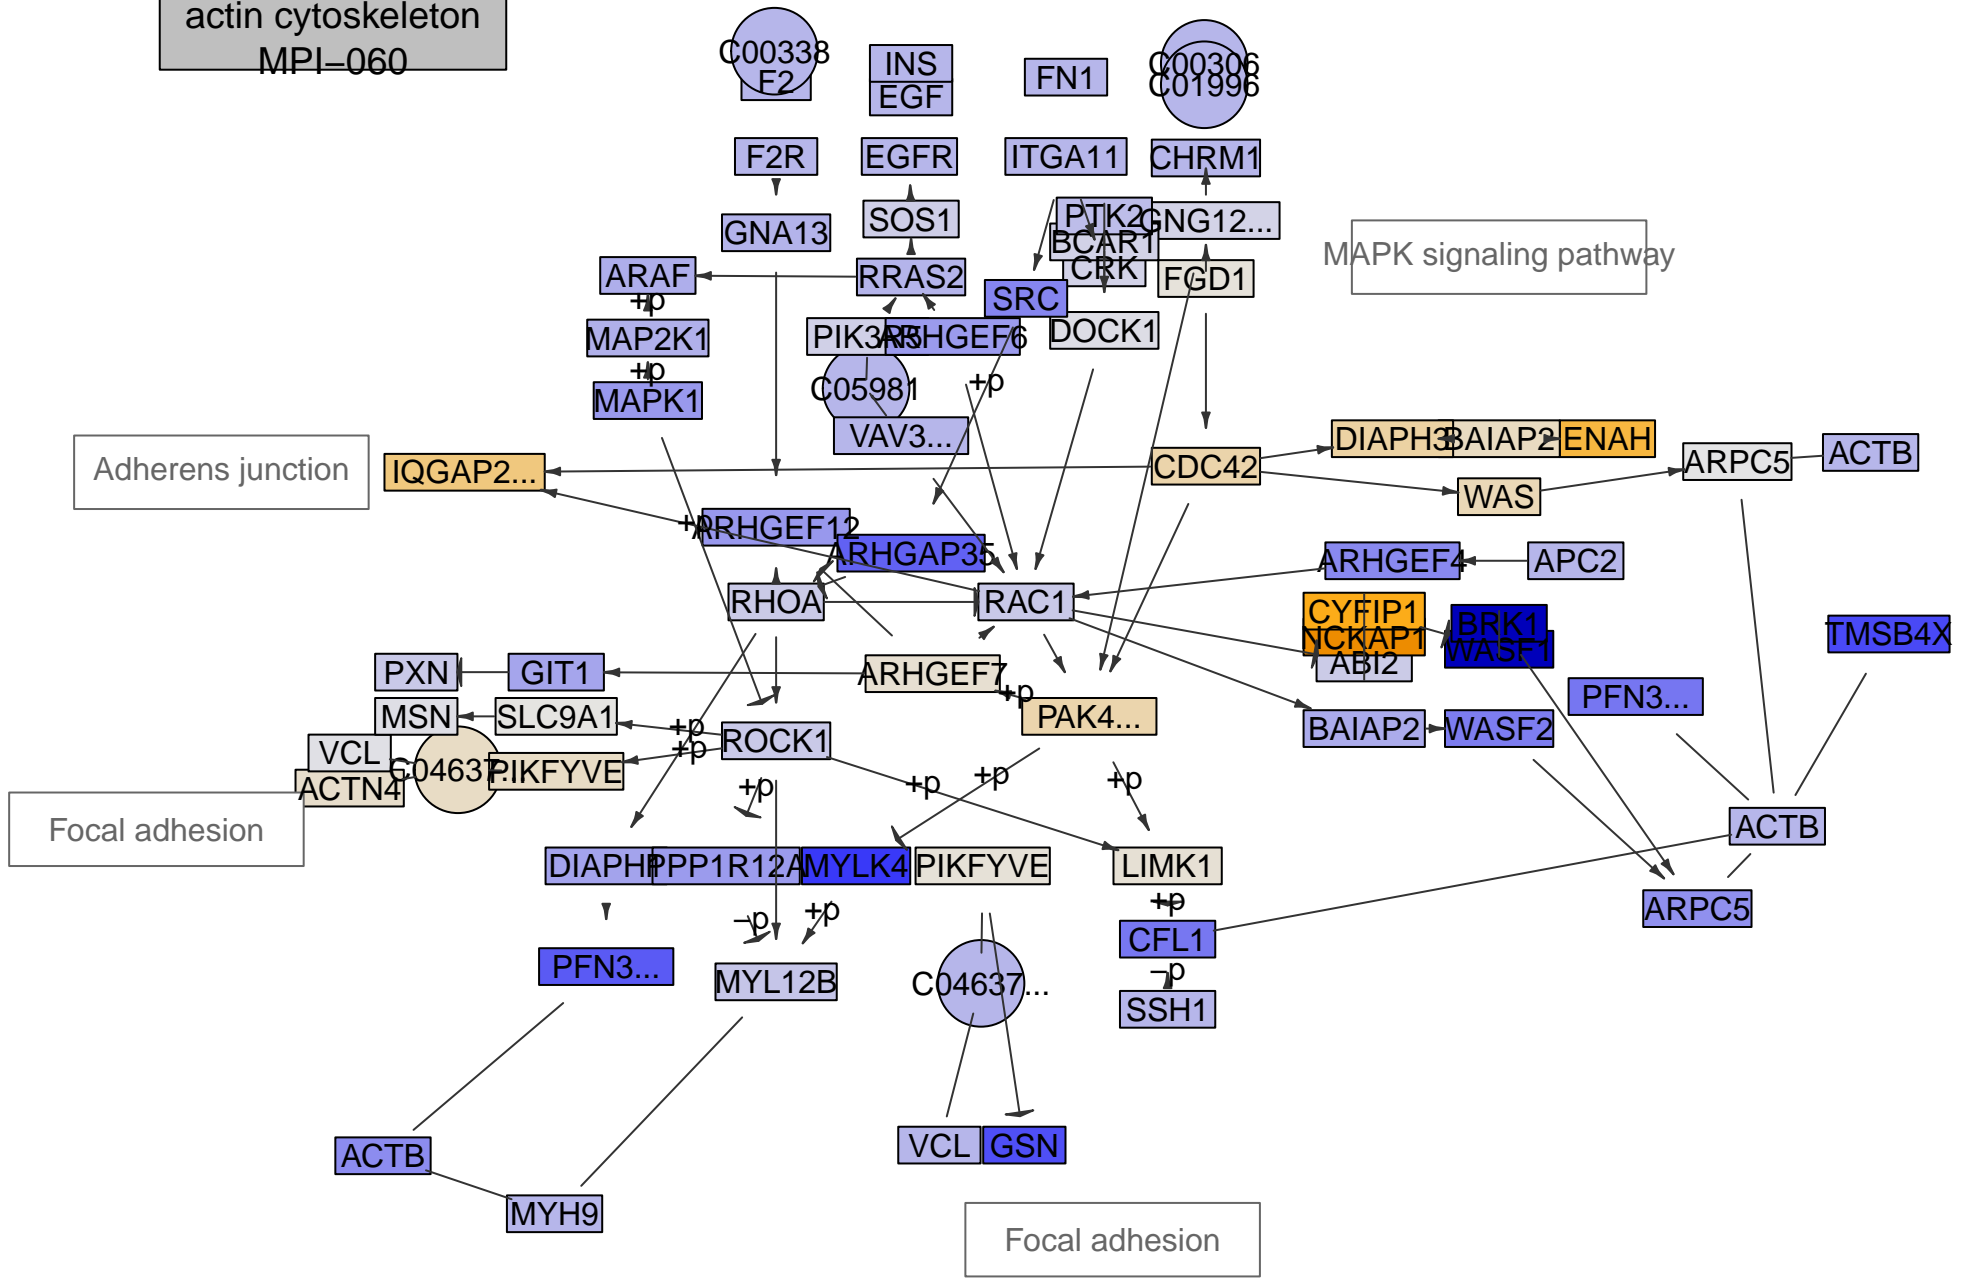 actin cytoskeleton
MPI−060
C00338
F2
INS
EGF
FN1
C00306
C01996
F2R
EGFR
ITGA11
CHRM1
GNA13
SOS1
PTK2
GNG12...
BCAR1
CRK
FGD1
MAPK signaling pathway
ARAF
RRAS2
SRC
+p
MAP2K1
ARHGEF6
DOCK1
+p
MAPK1
C05981
+p
VAV3...
Adherens junction
IQGAP2...
CDC42
DIAPH3
BAIAP2
ENAH
ARPC5
ACTB
WAS
+p
ARHGEF12
ARHGAP35
ARHGEF4
APC2
RHOA
RAC1
CYFIP1
NCKAP1
ABI2
BRK1
WASF1
TMSB4X
PXN
GIT1
ARHGEF7
+p
PFN3...
MSN
SLC9A1
+p
ROCK1
PAK4...
BAIAP2
WASF2
VCL
ACTN4
C04637...
PIKFYVE
+p
+p
+p
+p
+p
Focal adhesion
ACTB
PPP1R12A
MYLK4
PIKFYVE
LIMK1
−p
+p
+p
CFL1
ARPC5
PFN3...
MYL12B
C04637...
−p
SSH1
ACTB
VCL
GSN
MYH9
Focal adhesion